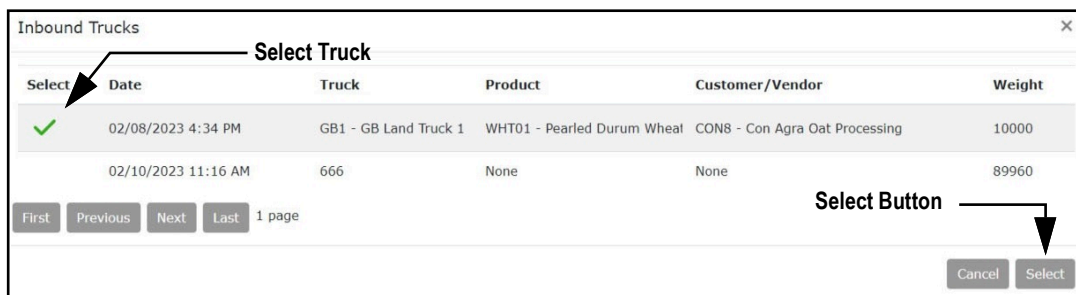 Inbound Trucks ×
Select Truck
Select Date Truck Product Customer/Vendor Weight
02/08/2023 4:34 PM GB1 - GB Land Truck 1 WHT01 - Pearled Durum Wheat CON8 - Con Agra Oat Processing 10000
02/10/2023 11:16 AM 666 None None 89960
Select Button
First Previous Next Last 1 page
Cancel Select